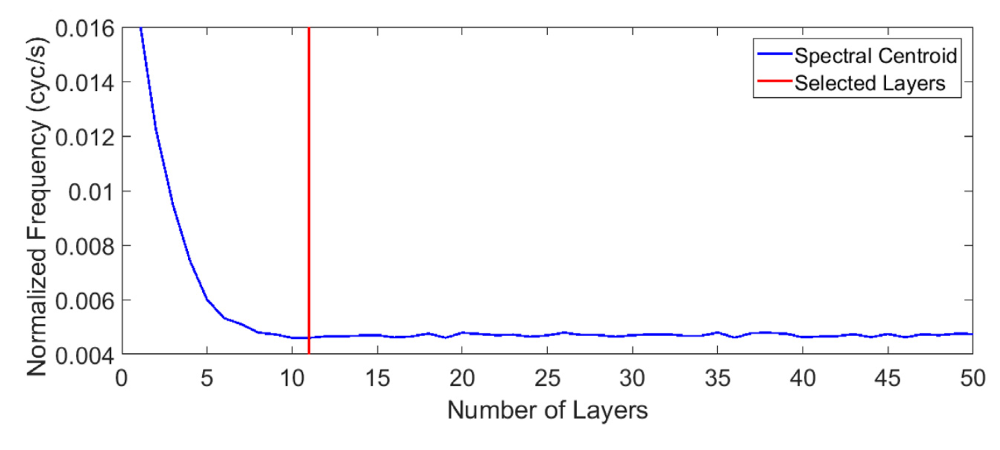 Normalized Frequency (cyc/s)
0.016
0.014
0.012
0.01
0.008
0.006
0.004
0 5 10 15 20 25 30 35 40 45 50
Number of Layers
Spectral Centroid
Selected Layers